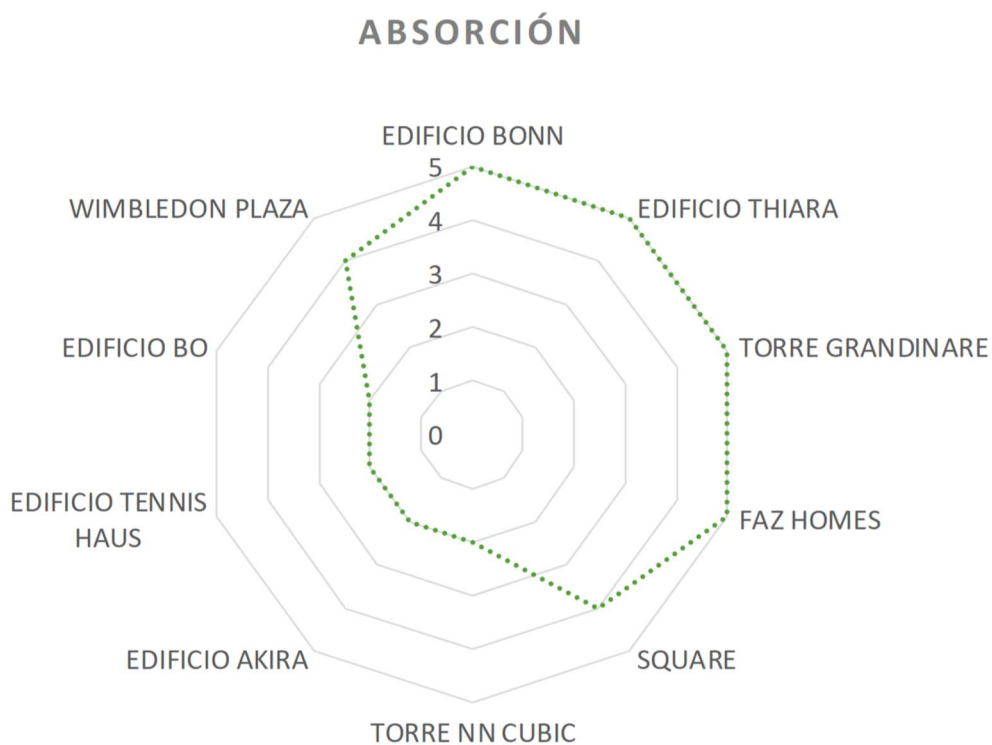 ABSORCIÓN
EDIFICIO BONN
5
WIMBLEDON PLAZA
EDIFICIO THIARA
4
3
2
EDIFICIO BO
TORRE GRANDINARE
1
0
EDIFICIO TENNIS
HAUS
FAZ HOMES
EDIFICIO AKIRA
SQUARE
TORRE NN CUBIC